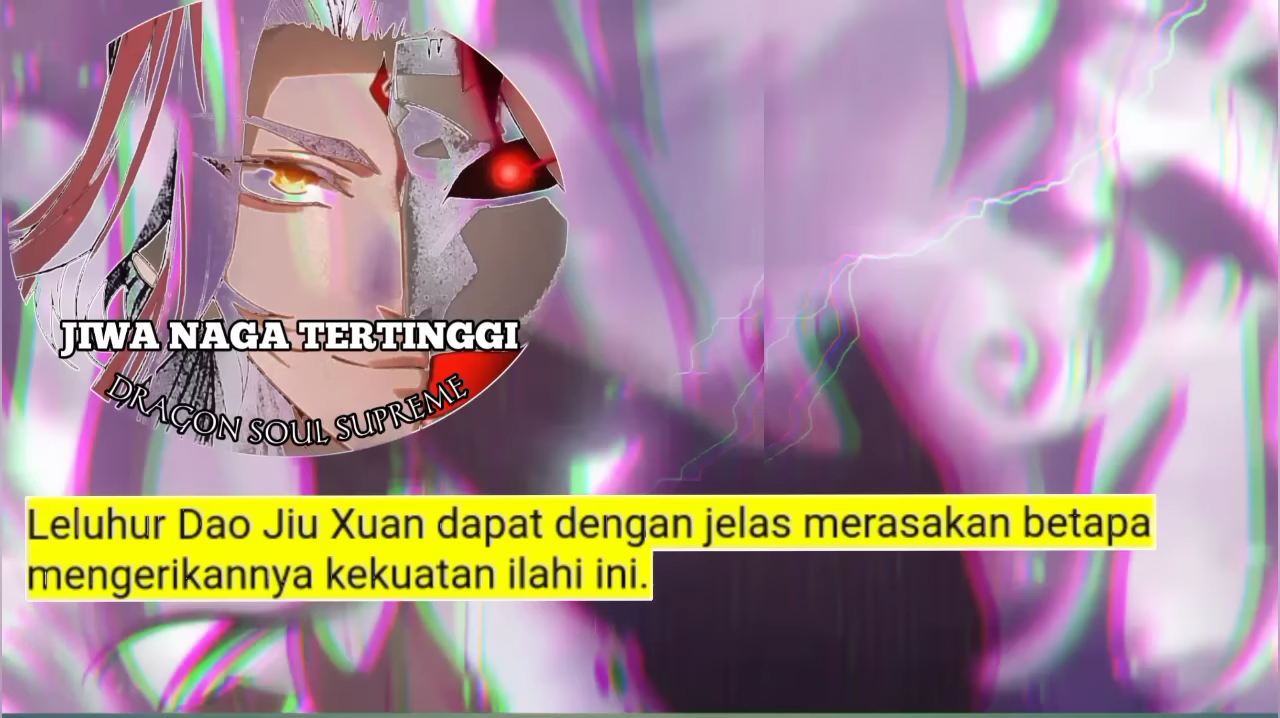 JIWA NAGA TERTINGGI
DRAGON SOUL SUPREME
Leluhur Dao Jiu Xuan dapat dengan jelas merasakan betapa
mengerikannya kekuatan ilahi ini.